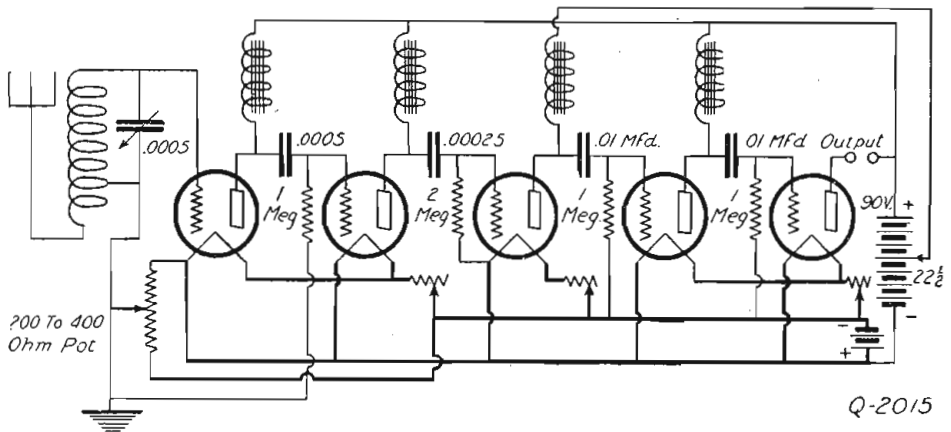 .0005
.0005
.00025
.01 Mfd.
.01 Mfd
Output
1
Meg
2
Meg
1
Meg.
1
Meg
90V.
+
22½
-
-
+
200 To 400
Ohm Pot
Q-2015